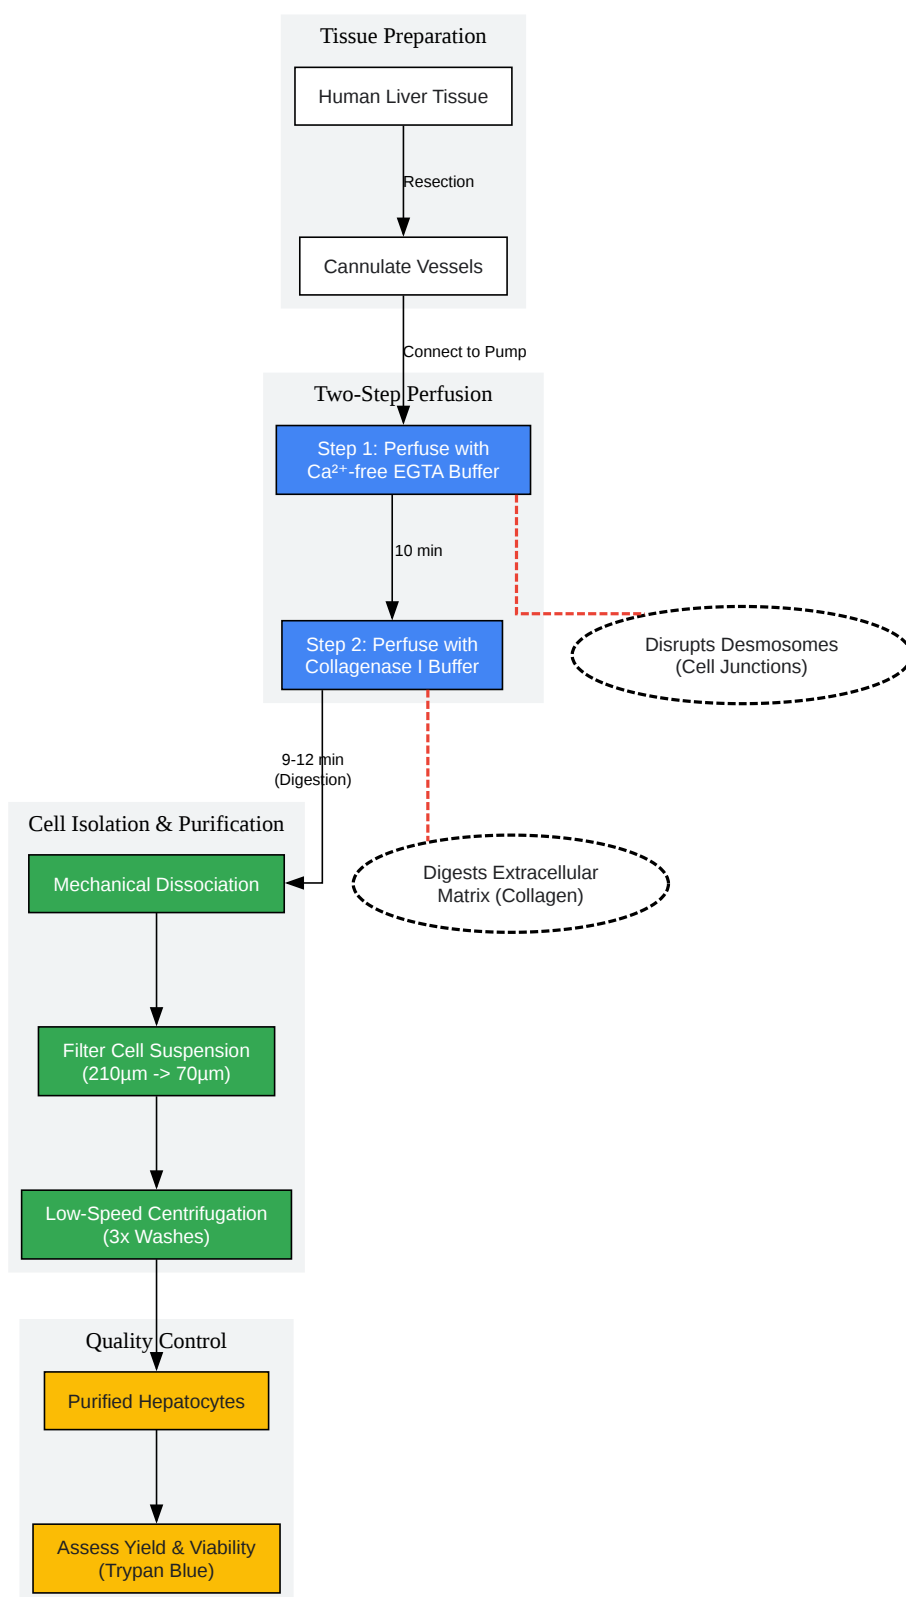 Tissue Preparation
Human Liver Tissue
Resection
Cannulate Vessels
Connect to Pump
Two-Step Perfusion
Step 1: Perfuse with
Ca²⁺-free EGTA Buffer
10 min
Step 2: Perfuse with
Collagenase I Buffer
Disrupts Desmosomes
(Cell Junctions)
9-12 min
(Digestion)
Cell Isolation & Purification
Mechanical Dissociation
Digests Extracellular
Matrix (Collagen)
Filter Cell Suspension
(210µm -> 70µm)
Low-Speed Centrifugation
(3x Washes)
Quality Control
Purified Hepatocytes
Assess Yield & Viability
(Trypan Blue)